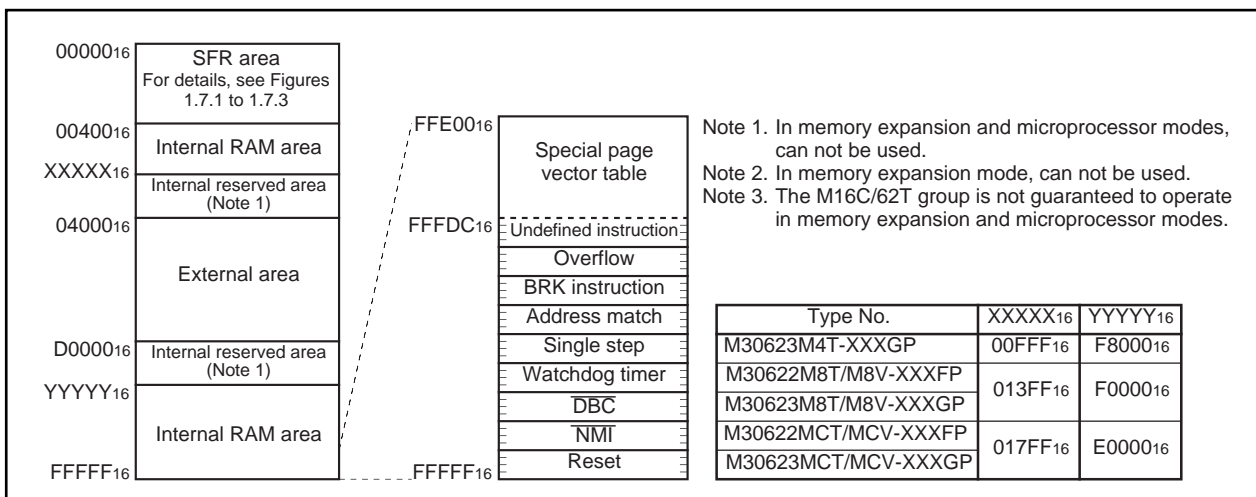 0000016
SFR area
For details, see Figures
1.7.1 to 1.7.3
0040016
Internal RAM area
XXXXX16
Internal reserved area
(Note 1)
0400016
External area
D000016
Internal reserved area
(Note 1)
YYYYY16
Internal RAM area
FFFFF16
FFE0016
Special page
vector table
FFFDC16
Undefined instruction
Overflow
BRK instruction
Address match
Single step
Watchdog timer
DBC
NMI
Reset
FFFFF16
Note 1. In memory expansion and microprocessor modes,
can not be used.
Note 2. In memory expansion mode, can not be used.
Note 3. The M16C/62T group is not guaranteed to operate
in memory expansion and microprocessor modes.
Type No. XXXXX16 YYYYY16
M30623M4T-XXXGP 00FFF16 F800016
M30622M8T/M8V-XXXFP
013FF16 F000016
M30623M8T/M8V-XXXGP
M30622MCT/MCV-XXXFP
017FF16 E000016
M30623MCT/MCV-XXXGP